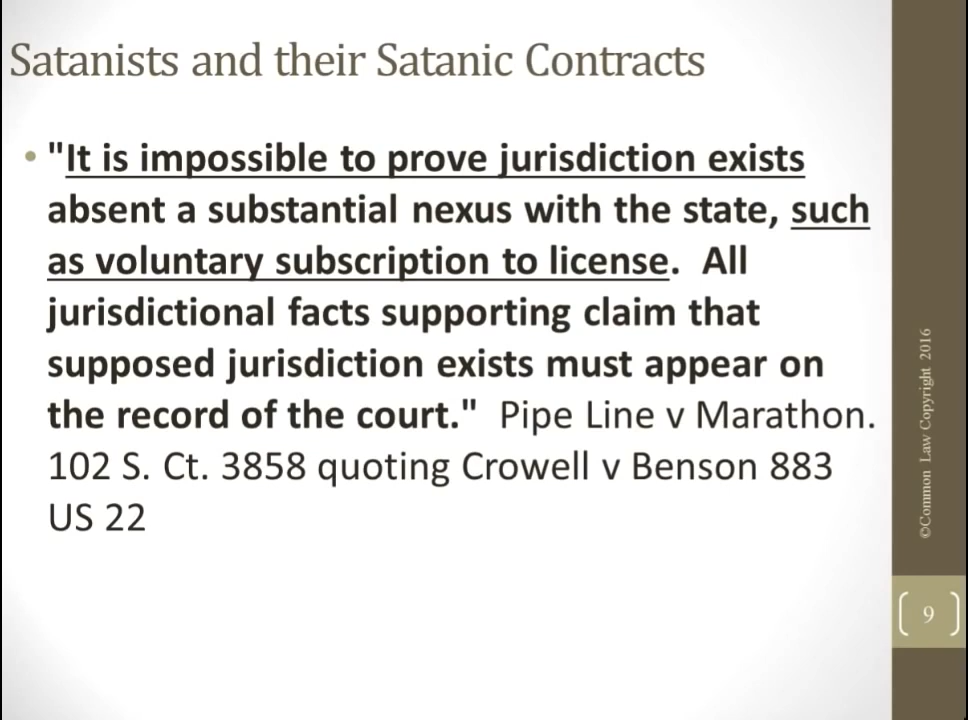 Satanists and their Satanic Contracts
• "It is impossible to prove jurisdiction exists
absent a substantial nexus with the state, such
as voluntary subscription to license. All
jurisdictional facts supporting claim that
supposed jurisdiction exists must appear on
the record of the court." Pipe Line v Marathon.
102 S. Ct. 3858 quoting Crowell v Benson 883
US 22
©Common Law Copyright 2016
9